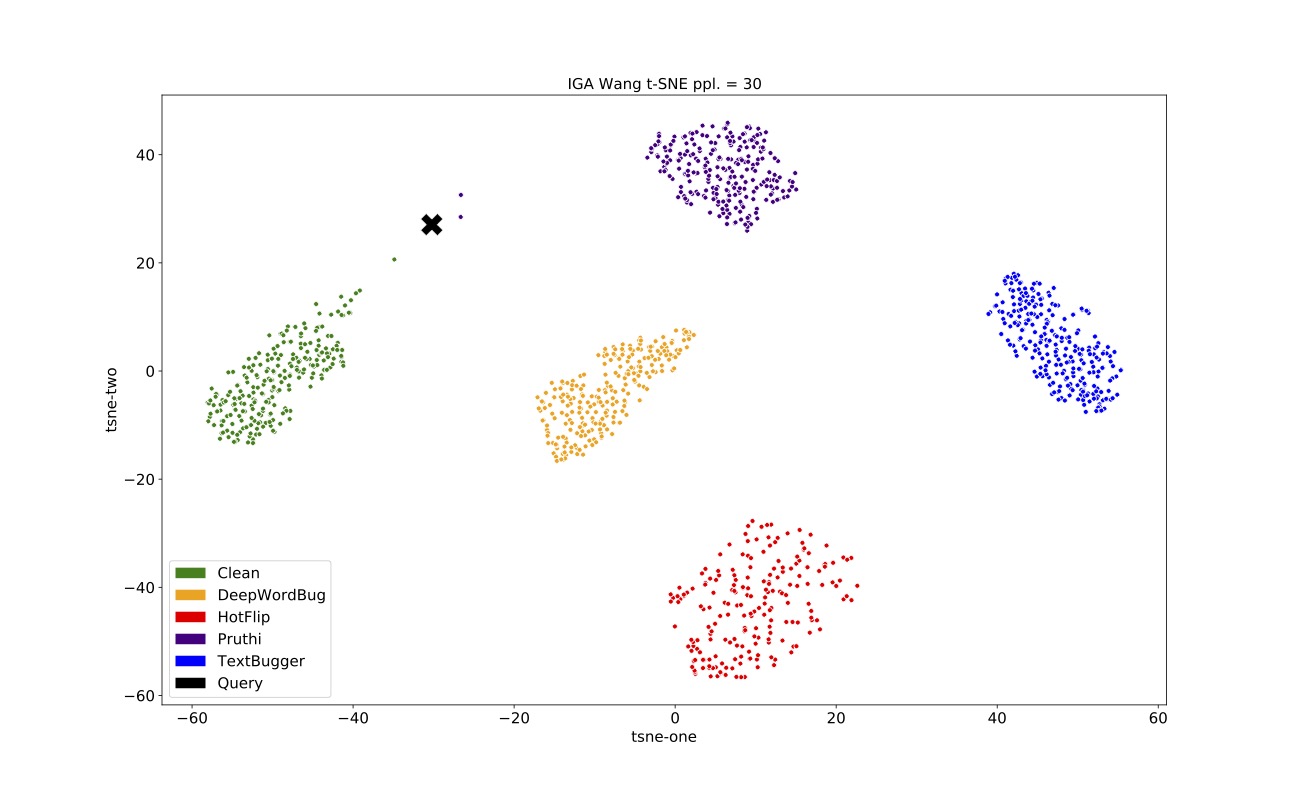 IGA Wang t-SNE ppl. = 30
tsne-two
40
20
0
−20
−40
−60
Clean
DeepWordBug
HotFlip
Pruthi
TextBugger
Query
−60 −40 −20 0 20 40 60
tsne-one